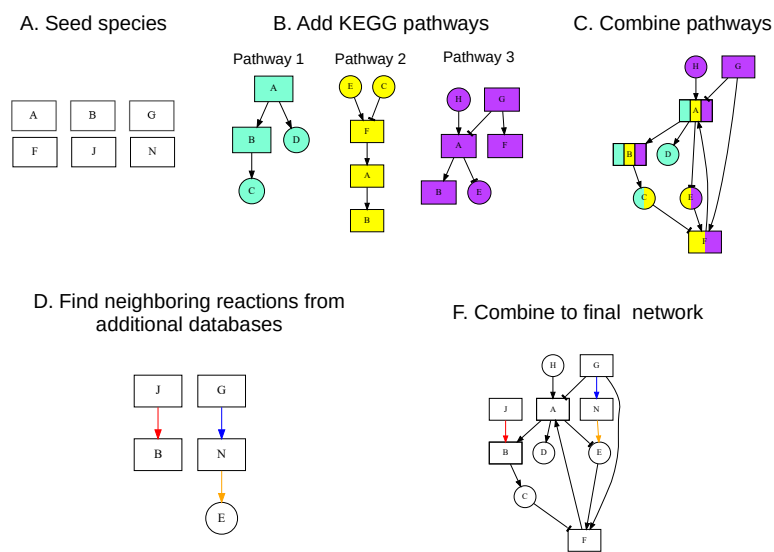 A. Seed species
B. Add KEGG pathways
C. Combine pathways
Pathway 1
Pathway 2
Pathway 3
A B G
F J N
A
B D
C
E C
F
A
B
H G
A F
B E
H G
A
B D
C E
F
D. Find neighboring reactions from
additional databases
F. Combine to final network
J G
B N
E
H G
J A N
B D E
C
F